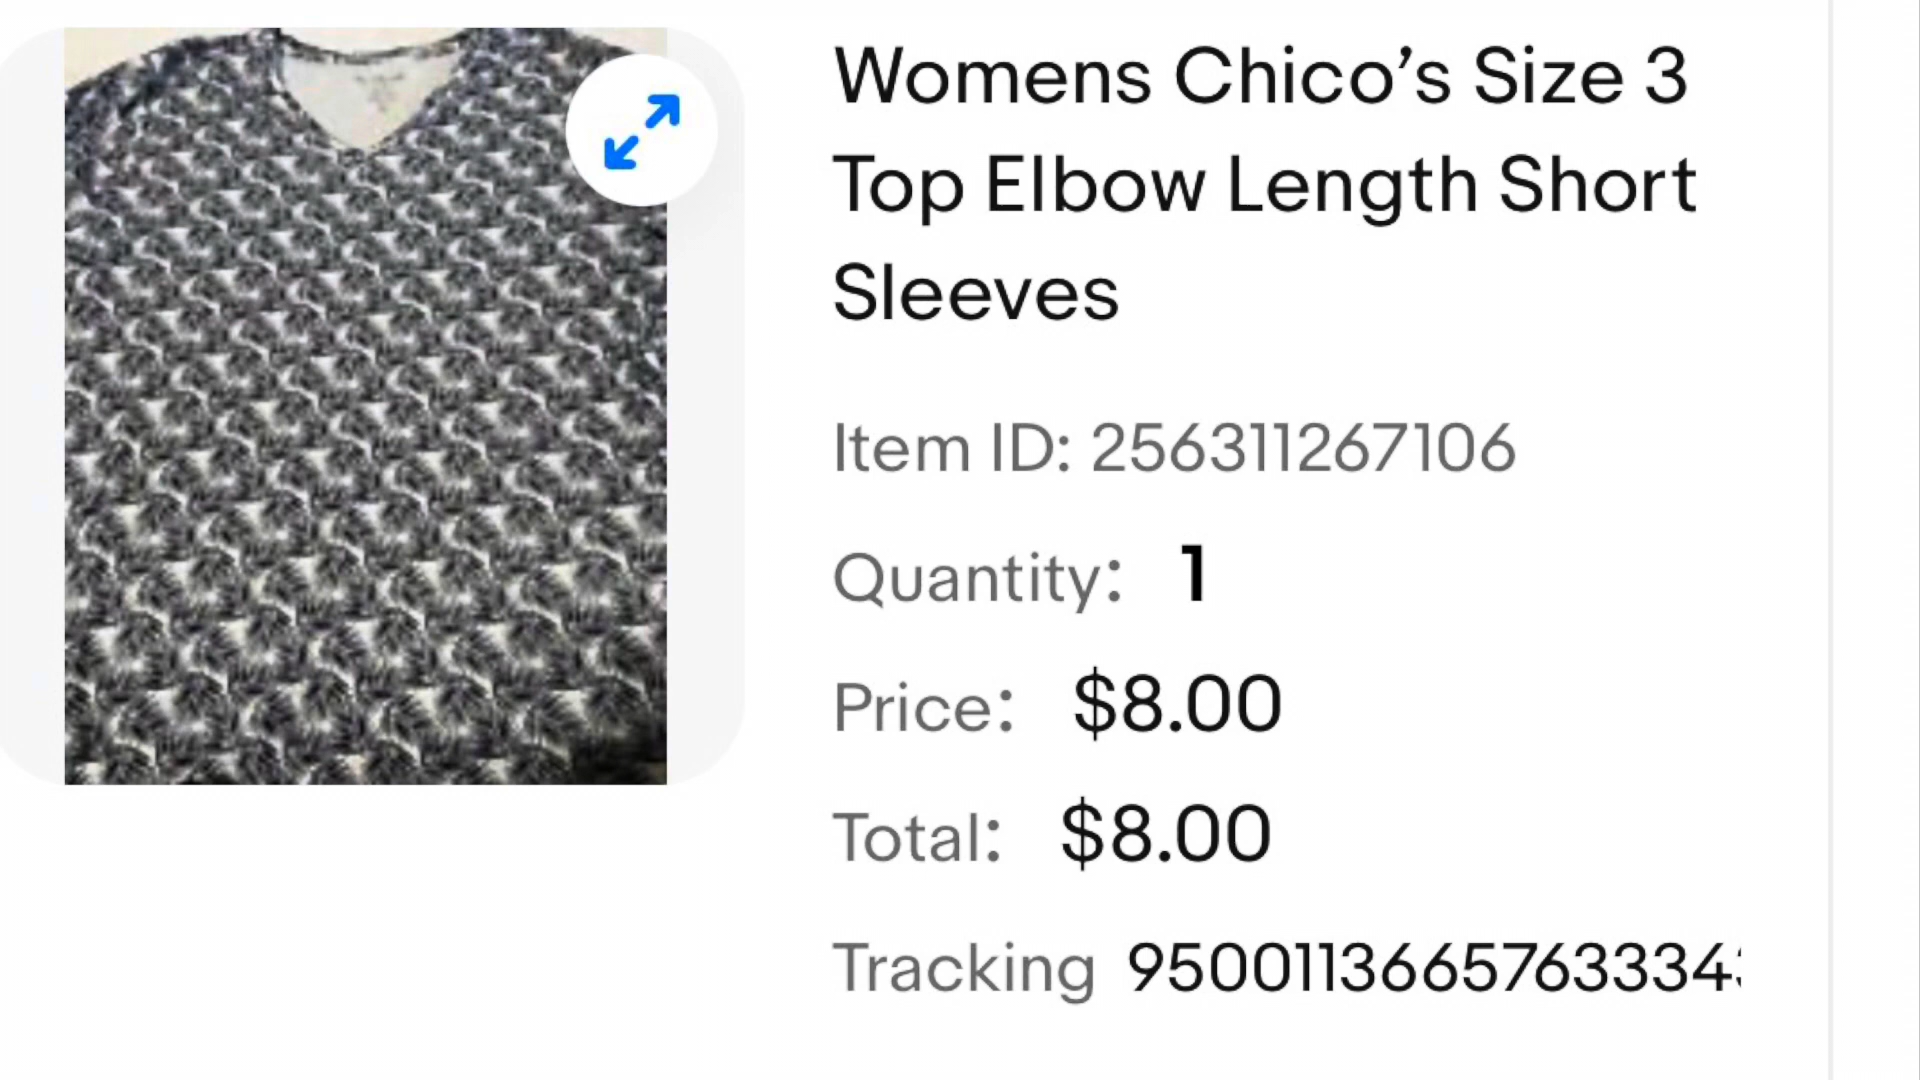 Womens Chico’s Size 3
Top Elbow Length Short
Sleeves
Item ID: 256311267106
Quantity: 1
Price: $8.00
Total: $8.00
Tracking 9500113665763334